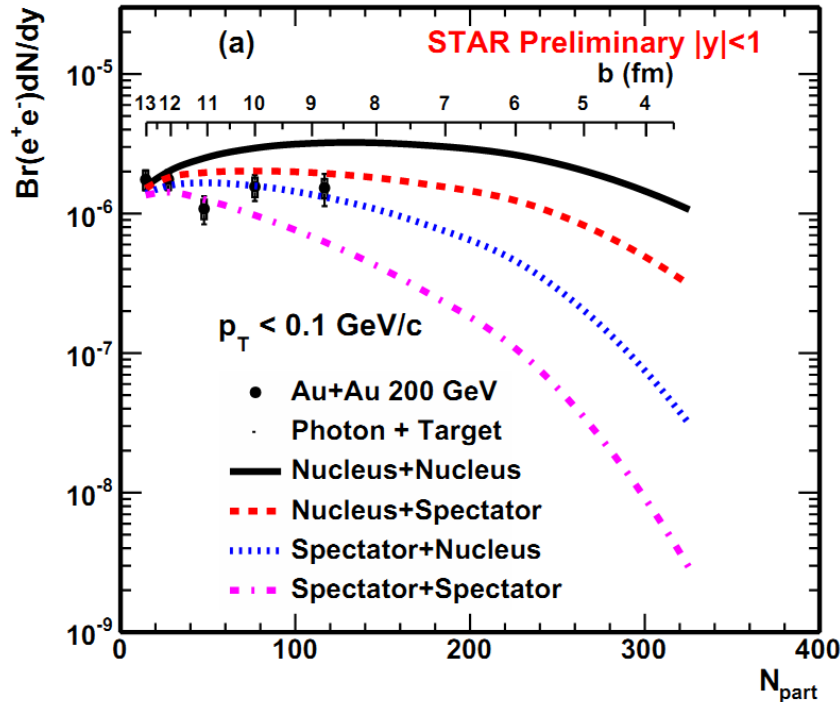 (a)
STAR Preliminary |y|<1
b (fm)
13 12 11 10 9 8 7 6 5 4
Br(e⁺e⁻)dN/dy
10⁻⁵
10⁻⁶
10⁻⁷
10⁻⁸
10⁻⁹
p_T < 0.1 GeV/c
Au+Au 200 GeV
Photon + Target
Nucleus+Nucleus
Nucleus+Spectator
Spectator+Nucleus
Spectator+Spectator
0 100 200 300 400
N_part